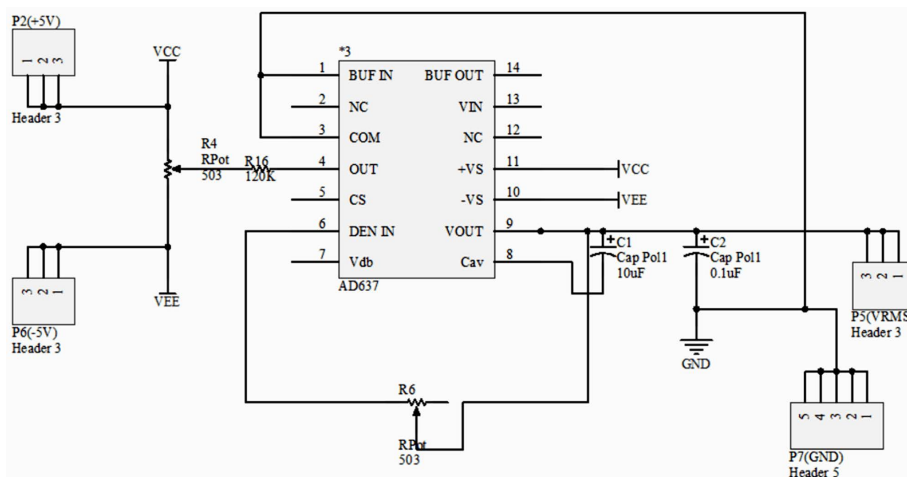 P2(+5V)
1 2 3
Header 3
VCC
R4
RPot
503
R16
120K
VEE
3 2 1
P6(-5V)
Header 3
*3
1 BUF IN BUF OUT 14
2 NC VIN 13
3 COM NC 12
4 OUT +VS 11 VCC
5 CS -VS 10 VEE
6 DEN IN VOUT 9
7 Vdb Cav 8
AD637
+ C1
Cap Pol1
10uF
+ C2
Cap Pol1
0.1uF
GND
3 2 1
P5(VRMS
Header 3
R6
RPot
503
5 4 3 2 1
P7(GND)
Header 5